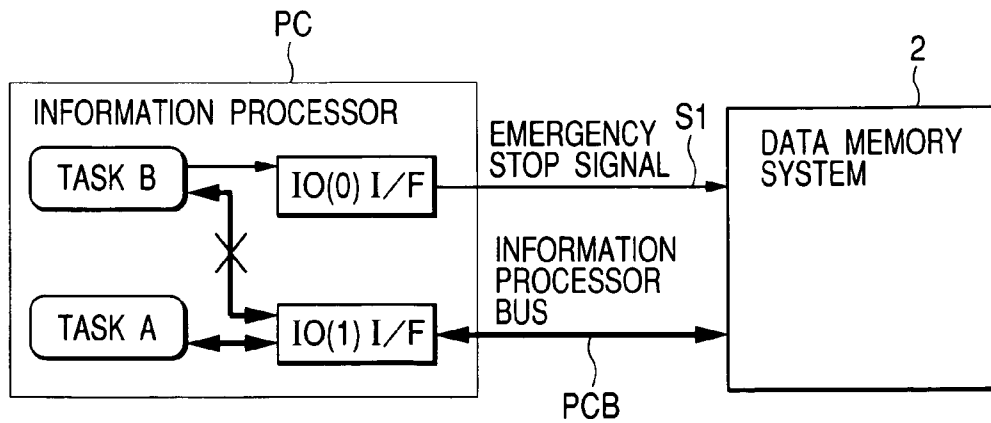 PC
2
INFORMATION PROCESSOR
TASK B
IO(0) I/F
EMERGENCY
STOP SIGNAL
S1
DATA MEMORY
SYSTEM
INFORMATION
PROCESSOR
BUS
TASK A
IO(1) I/F
PCB